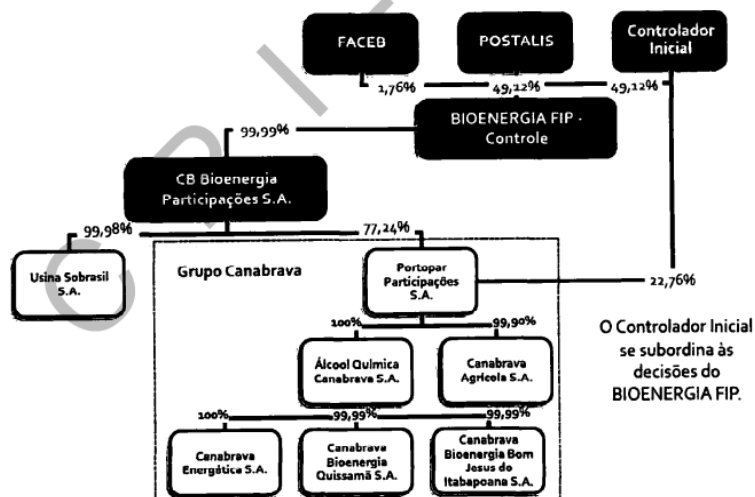 FACEB
POSTALIS
Controlador
Inicial
1,76%
49,12%
49,12%
BIOENERGIA FIP -
Controle
99,99%
CB Bioenergia
Participações S.A.
99,98%
77,24%
Usina Sobrasil
S.A.
Grupo Canabrava
Portopar
Participações
S.A.
22,76%
O Controlador Inicial
se subordina às
decisões do
BIOENERGIA FIP.
100%
99,90%
Álcool Química
Canabrava S.A.
Canabrava
Agrícola S.A.
100%
99,99%
99,99%
Canabrava
Energética S.A.
Canabrava
Bioenergia
Quissamã S.A.
Canabrava
Bioenergia Bom
Jesus do
Itabapoana S.A.